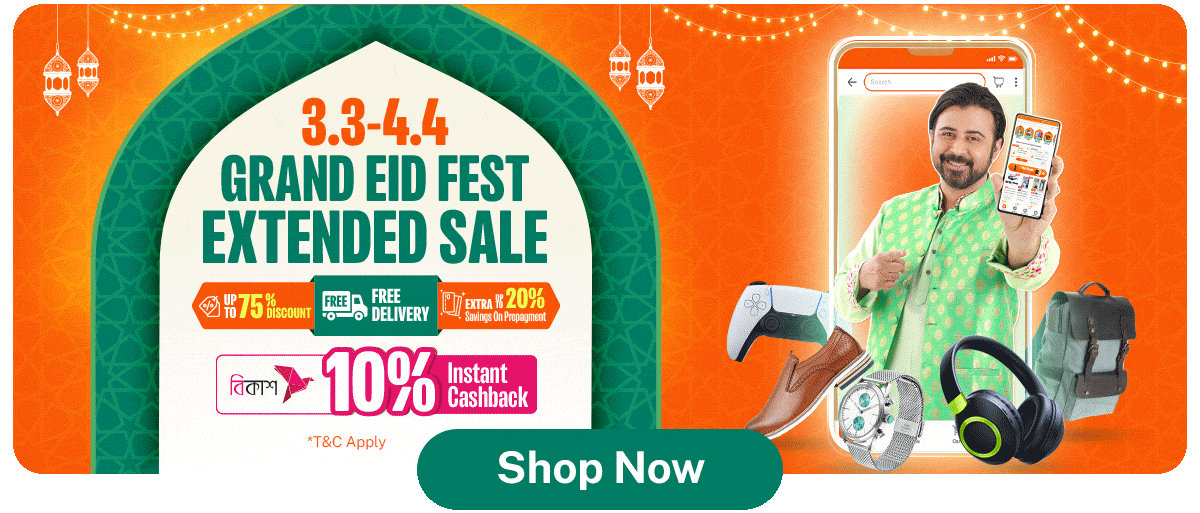 3.3-4.4
GRAND EID FEST
EXTENDED SALE
UP TO 75% DISCOUNT
FREE
FREE DELIVERY
EXTRA UP TO 20%
Savings On Prepayment
বিকাশ
10% Instant Cashback
*T&C Apply
Shop Now
Search